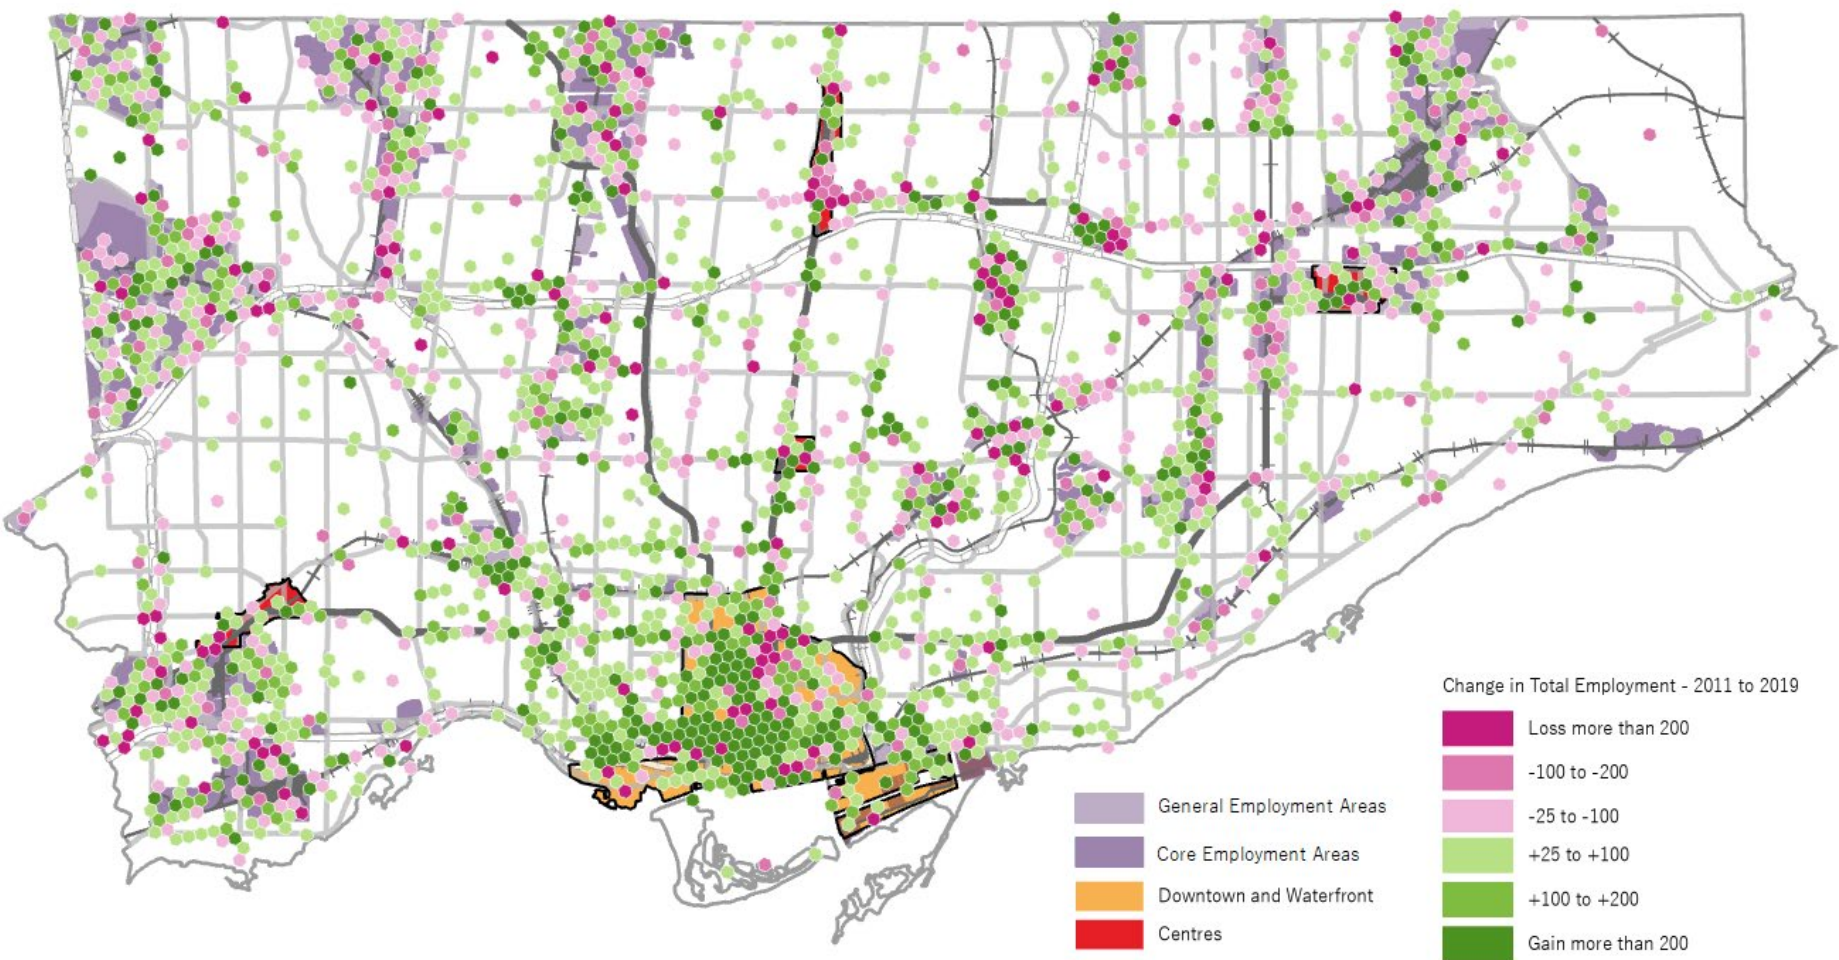 Change in Total Employment - 2011 to 2019
Loss more than 200
-100 to -200
-25 to -100
+25 to +100
+100 to +200
Gain more than 200
General Employment Areas
Core Employment Areas
Downtown and Waterfront
Centres